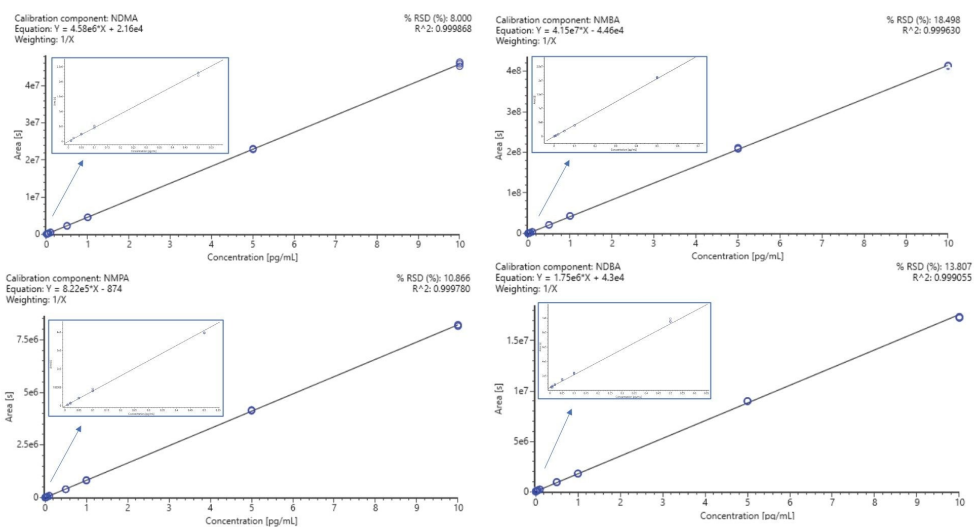 Calibration component: NDMA
Equation: Y = 4.58e6*X + 2.16e4
Weighting: 1/X
% RSD (%): 8.000
R^2: 0.999868
Area [s]
4e7
3e7
2e7
1e7
0
0 1 2 3 4 5 6 7 8 9 10
Concentration [pg/mL]
Calibration component: NMBA
Equation: Y = 4.15e7*X - 4.46e4
Weighting: 1/X
% RSD (%): 18.498
R^2: 0.999630
Area [s]
4e8
3e8
2e8
1e8
0
0 1 2 3 4 5 6 7 8 9 10
Concentration [pg/mL]
Calibration component: NMPA
Equation: Y = 8.22e5*X - 874
Weighting: 1/X
% RSD (%): 10.866
R^2: 0.999780
Area [s]
7.5e6
5e6
2.5e6
0
0 1 2 3 4 5 6 7 8 9 10
Concentration [pg/mL]
Calibration component: NDBA
Equation: Y = 1.75e6*X + 4.3e4
Weighting: 1/X
% RSD (%): 13.807
R^2: 0.999055
Area [s]
1.5e7
1e7
5e6
0
0 1 2 3 4 5 6 7 8 9 10
Concentration [pg/mL]